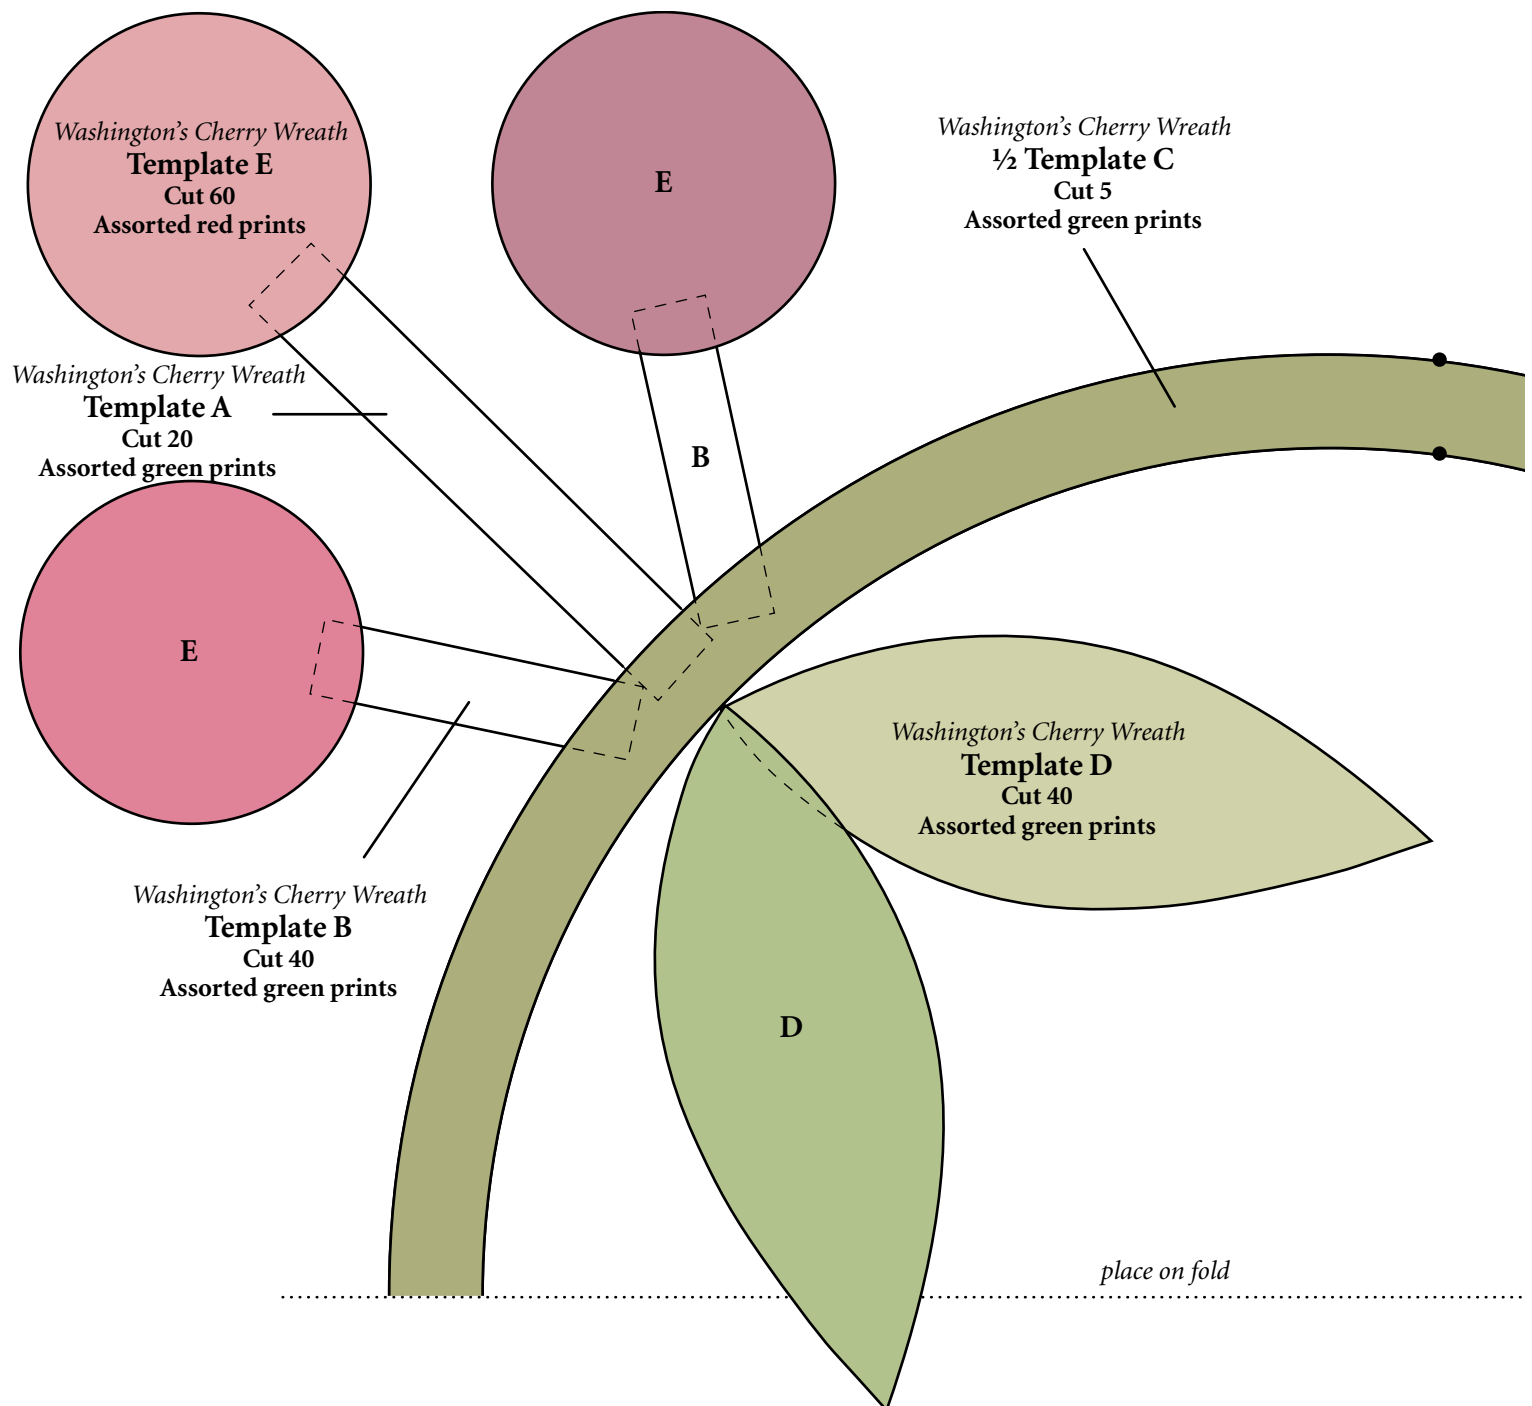 Washington's Cherry Wreath
Template E
Cut 60
Assorted red prints
E
Washington's Cherry Wreath
½ Template C
Cut 5
Assorted green prints
Washington's Cherry Wreath
Template A
Cut 20
Assorted green prints
B
E
Washington's Cherry Wreath
Template D
Cut 40
Assorted green prints
Washington's Cherry Wreath
Template B
Cut 40
Assorted green prints
D
place on fold